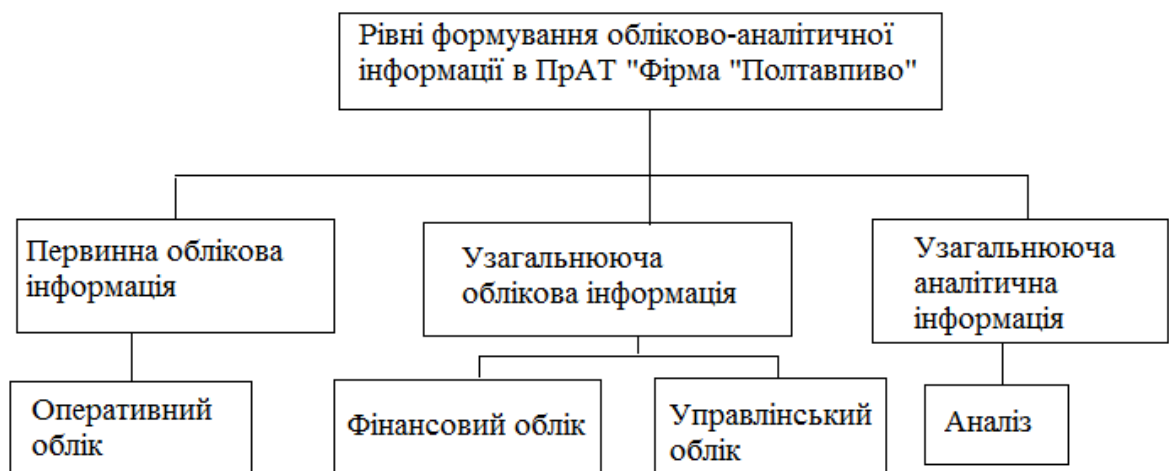 Рівні формування обліково-аналітичної
інформації в ПрАТ "Фірма "Полтавпиво"
Первинна облікова
інформація
Узагальнююча
облікова інформація
Узагальнююча
аналітична
інформація
Оперативний
облік
Фінансовий облік
Управлінський
облік
Аналіз